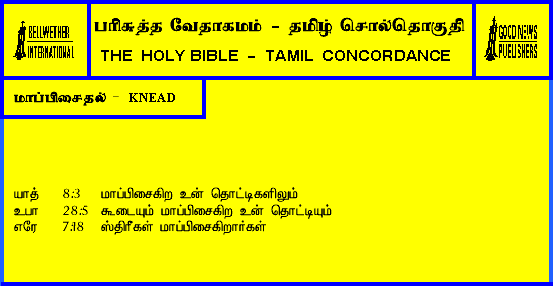 BELLWETHER
INTERNATIONAL
பரிசுத்த வேதாகமம் - தமிழ் சொல்தொகுதி
THE HOLY BIBLE - TAMIL CONCORDANCE
GOOD NEWS
PUBLISHERS
மாப்பிசைதல் - KNEAD
யாத் 8:3 மாப்பிசைகிற உன் தொட்டிகளிலும்
உபா 28:5 கூடையும் மாப்பிசைகிற உன் தொட்டியும்
எரே 7:18 ஸ்திரீகள் மாப்பிசைகிறார்கள்